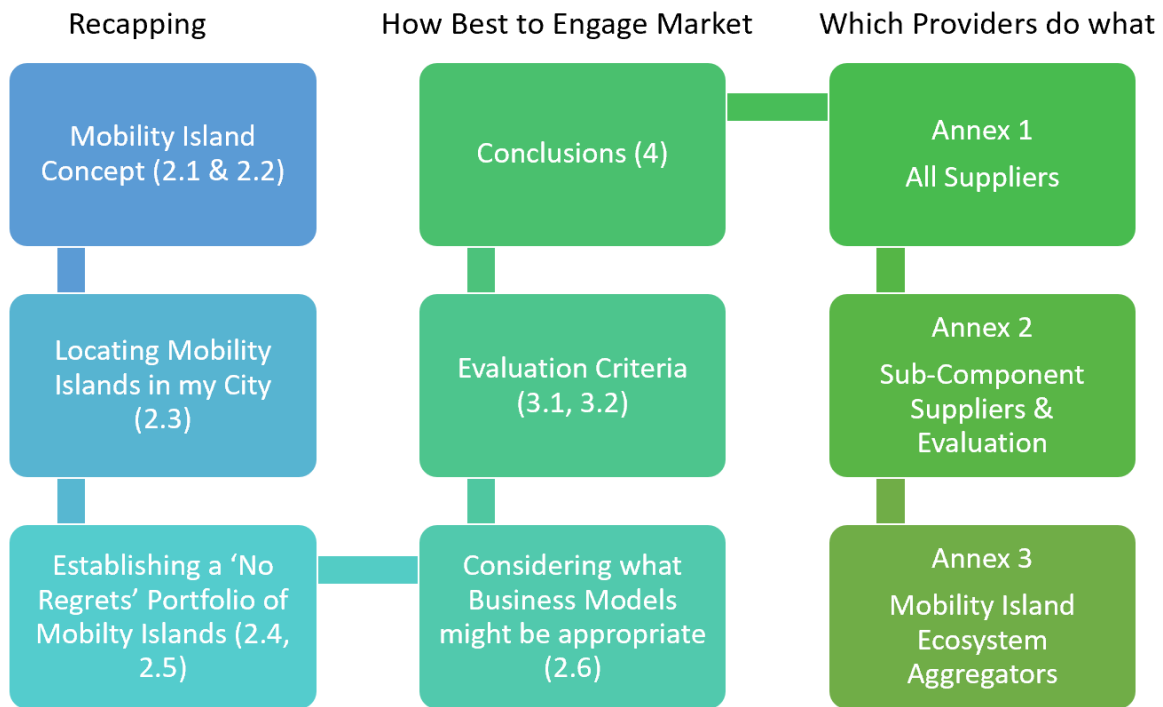 Recapping
Mobility Island
Concept (2.1 & 2.2)
Locating Mobility
Islands in my City
(2.3)
Establishing a ‘No
Regrets’ Portfolio of
Mobilty Islands (2.4,
2.5)
How Best to Engage Market
Conclusions (4)
Evaluation Criteria
(3.1, 3.2)
Considering what
Business Models
might be appropriate
(2.6)
Which Providers do what
Annex 1
All Suppliers
Annex 2
Sub-Component
Suppliers &
Evaluation
Annex 3
Mobility Island
Ecosystem
Aggregators